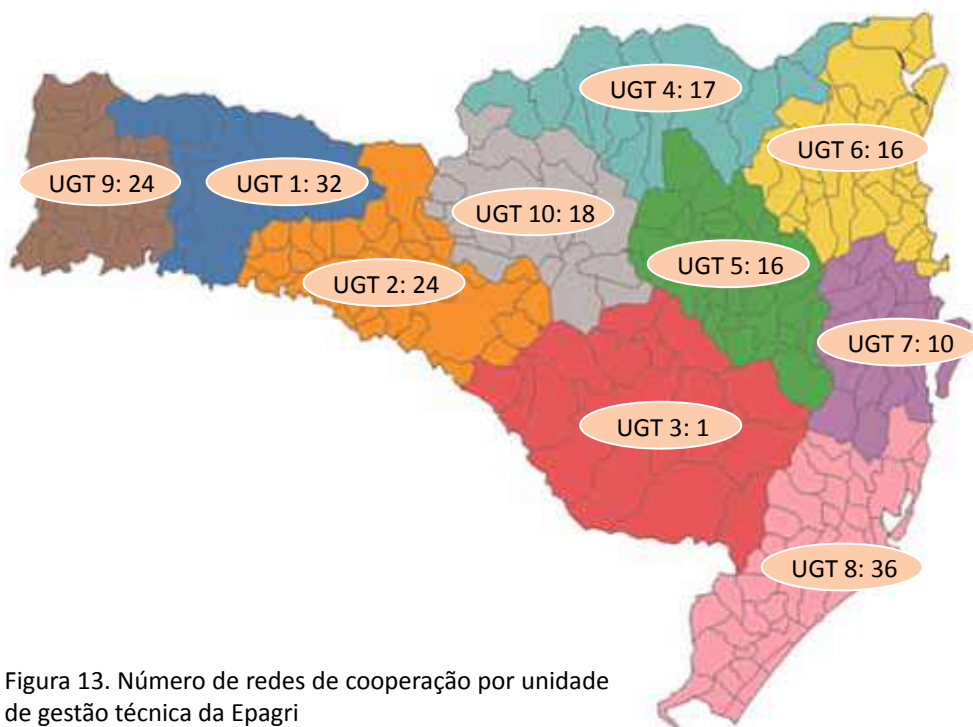 UGT 4: 17
UGT 6: 16
UGT 9: 24
UGT 1: 32
UGT 10: 18
UGT 5: 16
UGT 2: 24
UGT 7: 10
UGT 3: 1
UGT 8: 36
Figura 13. Número de redes de cooperação por unidade
de gestão técnica da Epagri